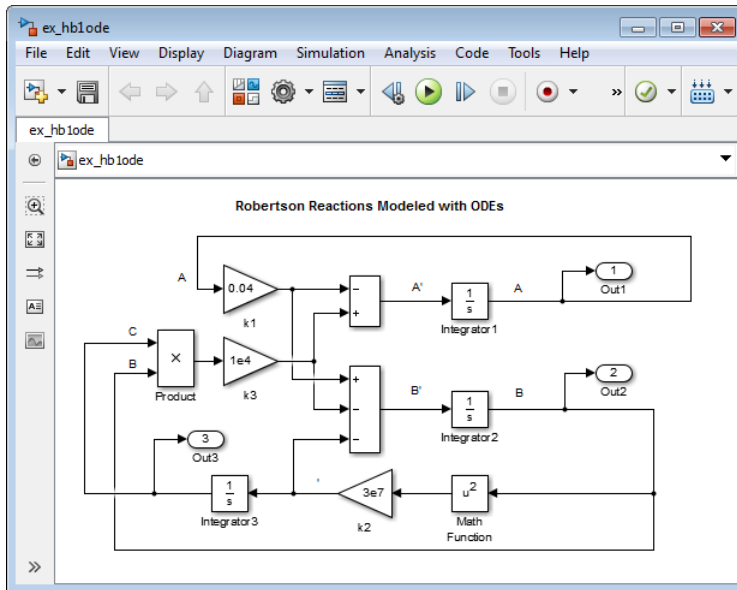 ex_hb1ode
File Edit View Display Diagram Simulation Analysis Code Tools Help
»
ex_hb1ode
ex_hb1ode
Robertson Reactions Modeled with ODEs
A 0.04 k1
− + A' 1/s Integrator1 A 1 Out1
C B × Product 1e4 k3
+ − − B' 1/s Integrator2 B 2 Out2
3 Out3
1/s Integrator3 ' 3e7 k2 u² Math
Function
»